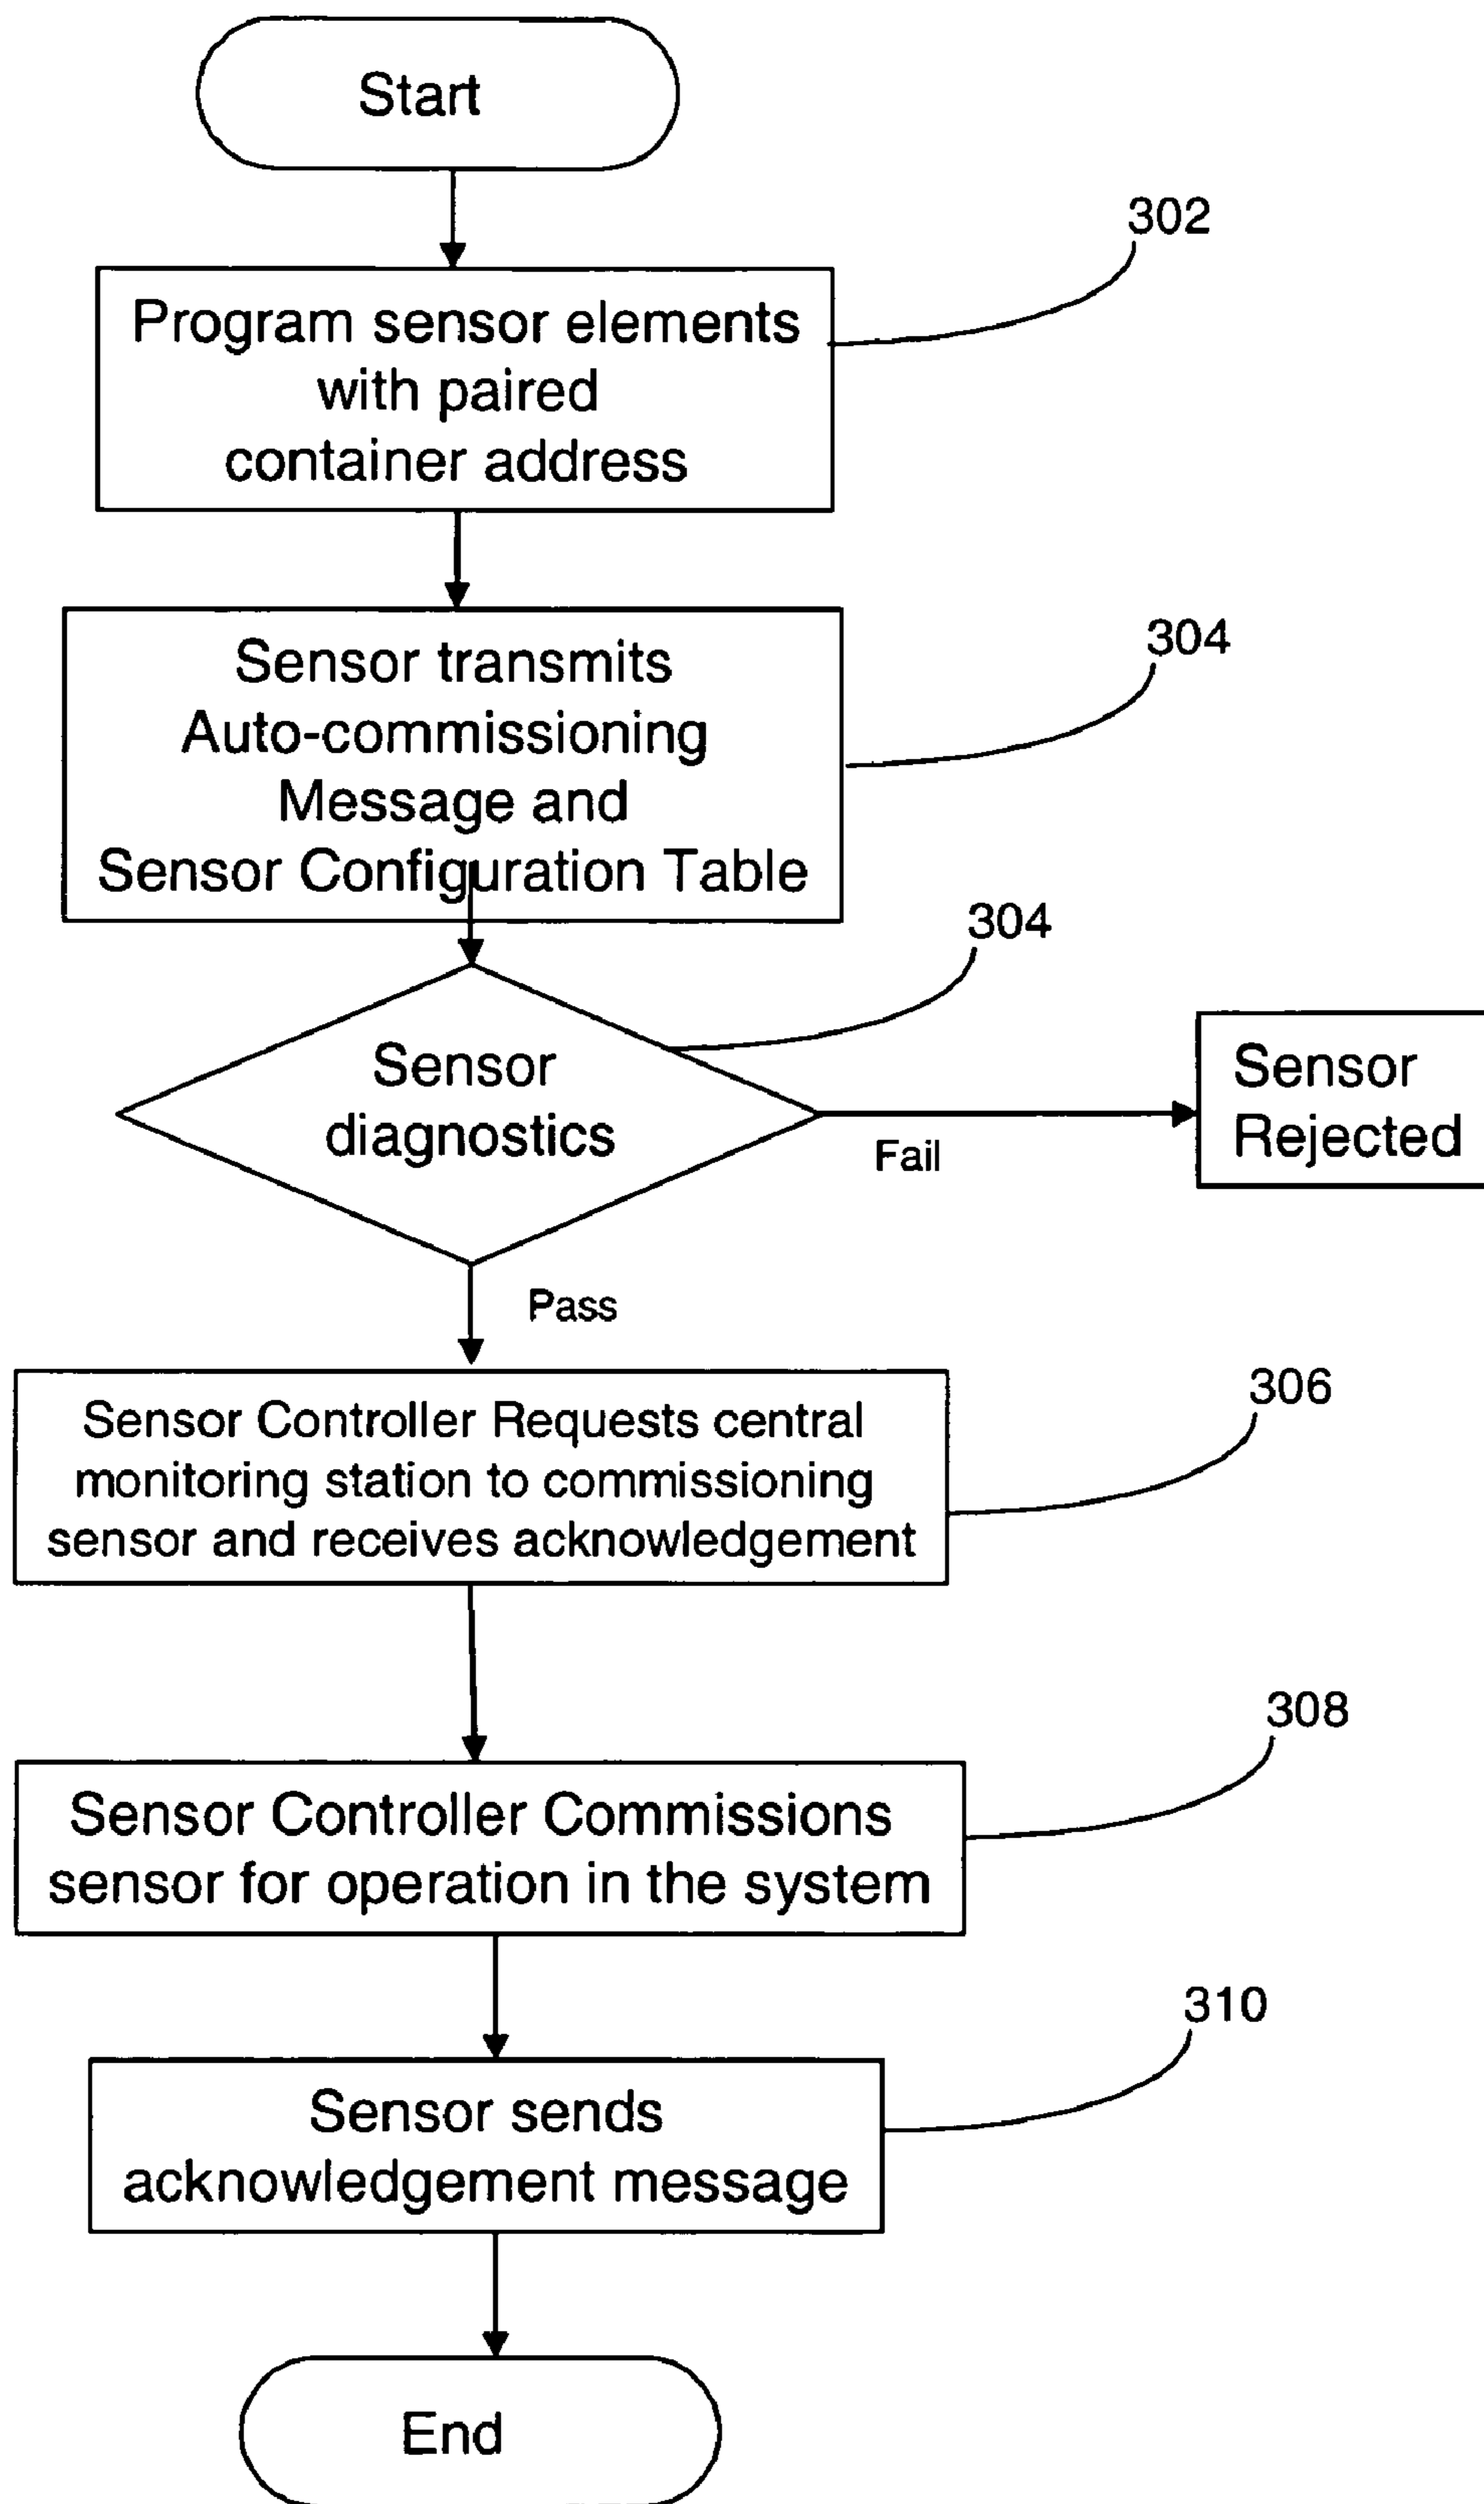 Start
302
Program sensor elements
with paired
container address
304
Sensor transmits
Auto-commissioning
Message and
Sensor Configuration Table
304
Sensor
diagnostics
Sensor
Rejected
Fail
Pass
306
Sensor Controller Requests central
monitoring station to commissioning
sensor and receives acknowledgement
308
Sensor Controller Commissions
sensor for operation in the system
310
Sensor sends
acknowledgement message
End